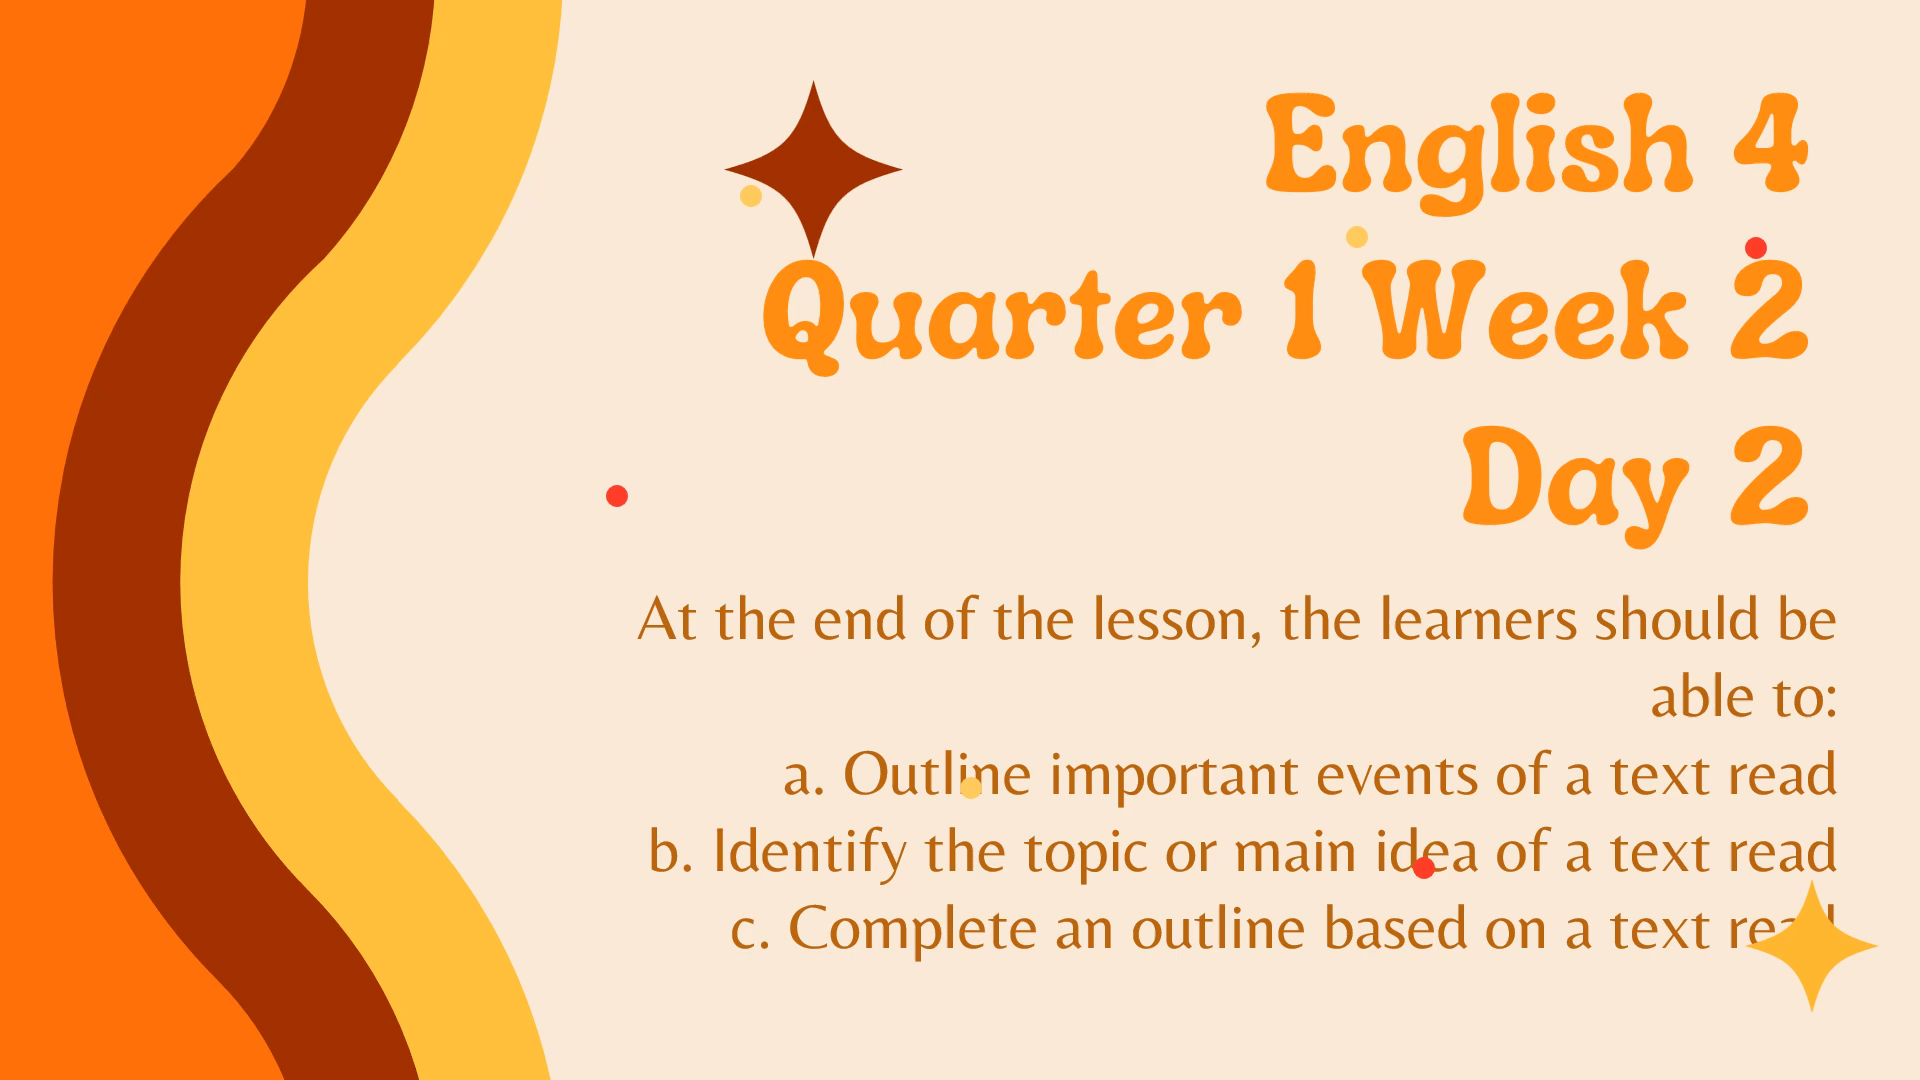 English 4
Quarter 1 Week 2
Day 2
At the end of the lesson, the learners should be
able to:
a. Outline important events of a text read
b. Identify the topic or main idea of a text read
c. Complete an outline based on a text read